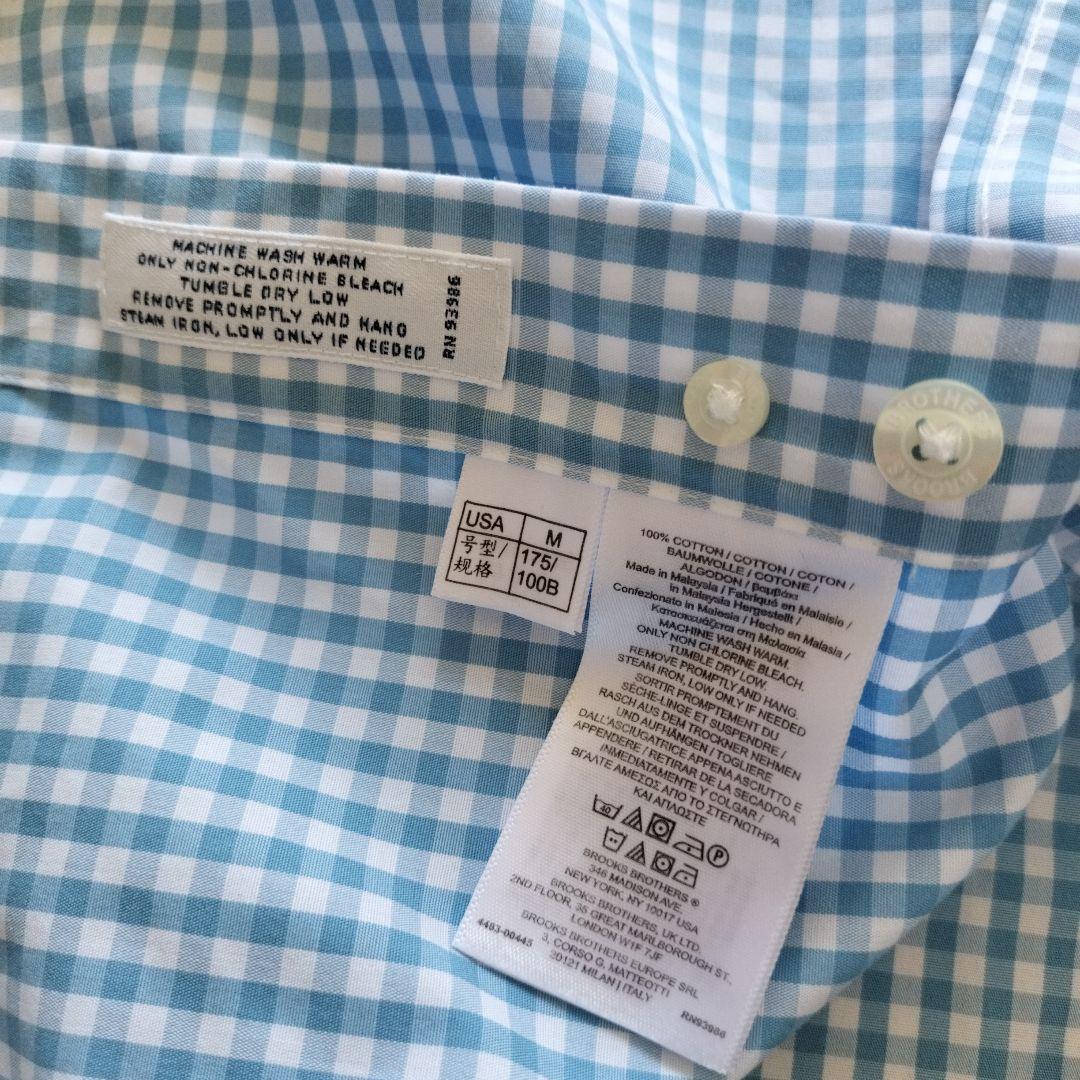 MACHINE WASH WARM
ONLY NON-CHLORINE BLEACH
TUMBLE DRY LOW
REMOVE PROMPTLY AND HANG
STEAM IRON, LOW ONLY IF NEEDED
RN 93986
BROTHERS
BROOKS
USA M
号型/ 175/
规格 100B
100% COTTON / COTTON / COTON /
BAUMWOLLE / COTONE /
ALGODON / βαμβάκι
Made in Malaysia / Fabriqué en Malaisie /
in Malaysia Hergestellt /
Confezionato in Malesia / Hecho en Malasia /
Κατασκευάζεται στη Μαλαισία
MACHINE WASH WARM.
ONLY NON CHLORINE BLEACH.
TUMBLE DRY LOW.
REMOVE PROMPTLY AND HANG.
STEAM IRON, LOW ONLY IF NEEDED
SORTIR PROMPTEMENT DU
SÈCHE-LINGE ET SUSPENDRE /
RASCH AUS DEM TROCKNER NEHMEN
UND AUFHÄNGEN / TOGLIERE
DALL'ASCIUGATRICE APPENA ASCIUTTO E
APPENDERE / RETIRAR DE LA SECADORA
INMEDIATAMENTE Y COLGAR /
ΒΓΑΛΤΕ ΑΜΕΣΩΣ ΑΠΟ ΤΟ ΣΤΕΓΝΩΤΗΡΑ
ΚΑΙ ΑΠΛΩΣΤΕ
40 P
BROOKS BROTHERS ®
346 MADISON AVE.
NEW YORK, NY 10017 USA
BROOKS BROTHERS, UK LTD.
2ND FLOOR, 35 GREAT MARLBOROUGH ST.,
LONDON W1F 7JF
BROOKS BROTHERS EUROPE SRL
3, CORSO G. MATTEOTTI
20121 MILAN | ITALY
4493-00445
RN93986